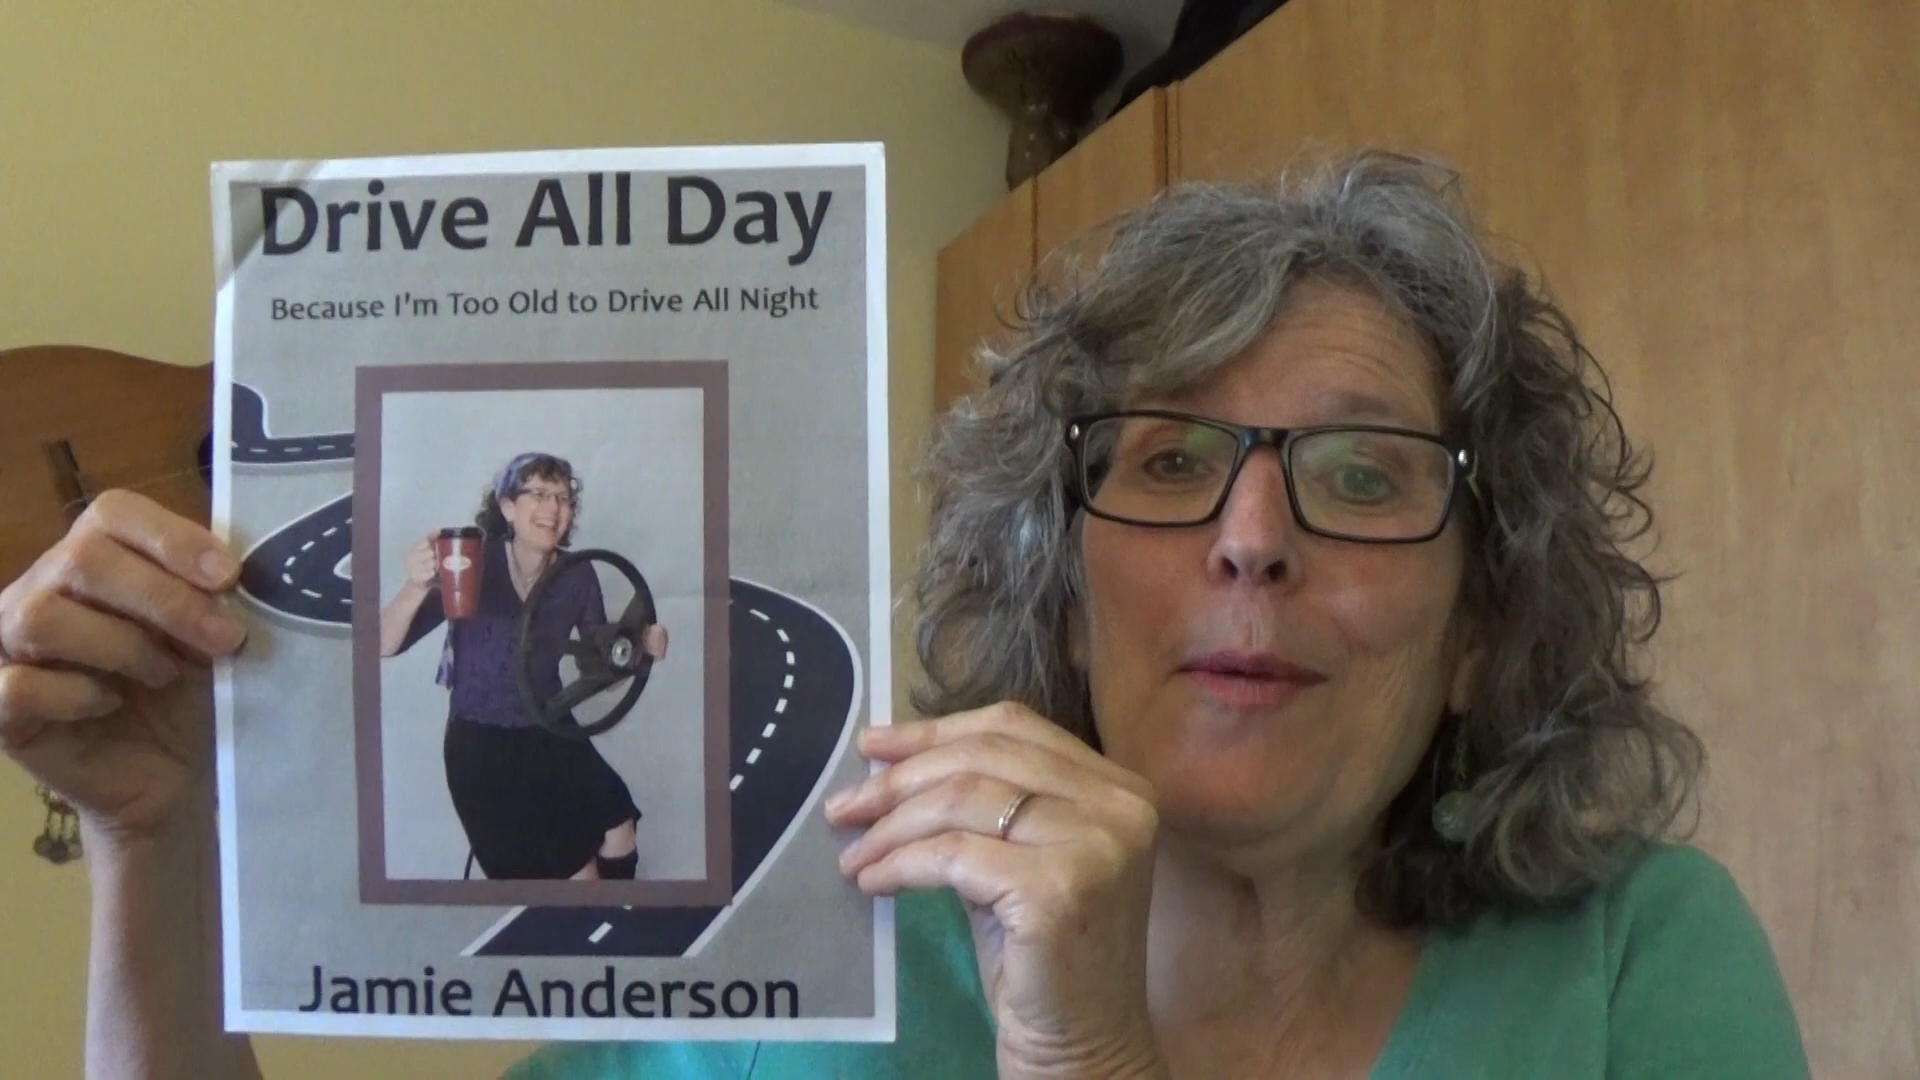 Drive All Day
Because I'm Too Old to Drive All Night
Jamie Anderson